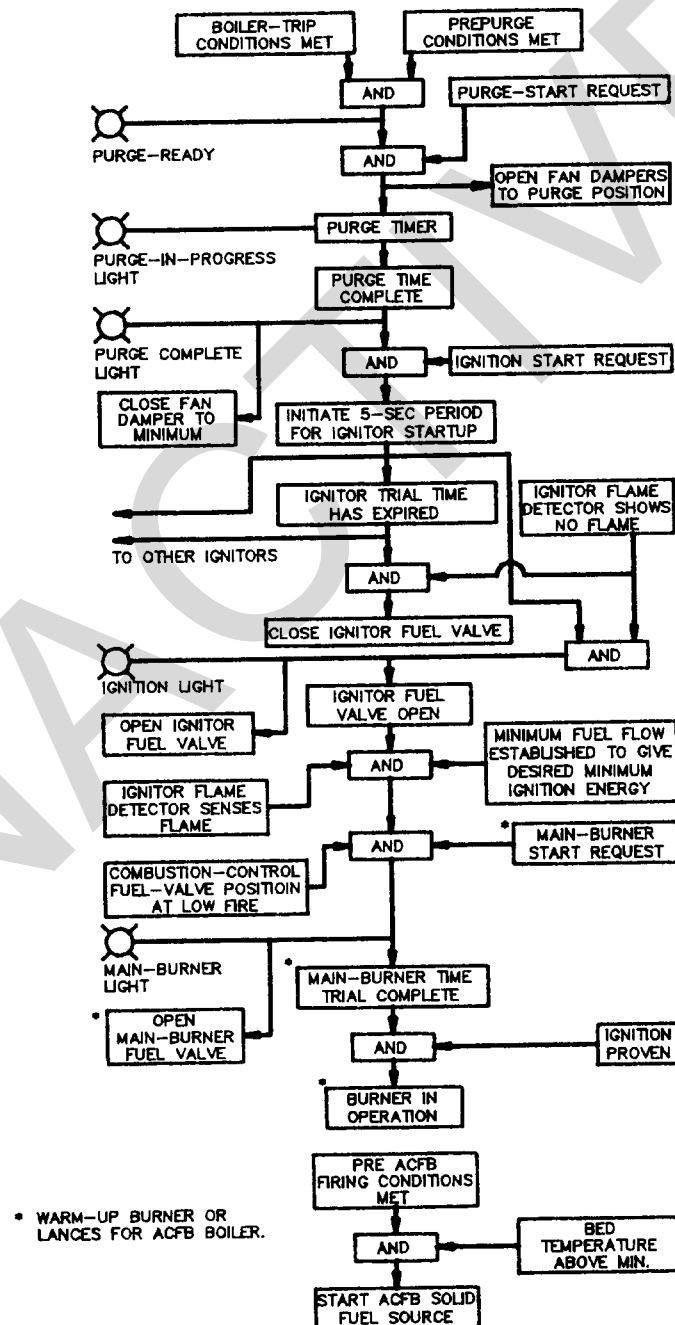 BOILER-TRIP
CONDITIONS MET
PREPURGE
CONDITIONS MET
AND
PURGE-START REQUEST
PURGE-READY
AND
OPEN FAN DAMPERS
TO PURGE POSITION
PURGE TIMER
PURGE-IN-PROGRESS
LIGHT
PURGE TIME
COMPLETE
PURGE COMPLETE
LIGHT
AND
IGNITION START REQUEST
CLOSE FAN
DAMPER TO
MINIMUM
INITIATE 5-SEC PERIOD
FOR IGNITOR STARTUP
IGNITOR TRIAL TIME
HAS EXPIRED
IGNITOR FLAME
DETECTOR SHOWS
NO FLAME
TO OTHER IGNITORS
AND
CLOSE IGNITOR FUEL VALVE
AND
IGNITION LIGHT
OPEN IGNITOR
FUEL VALVE
IGNITOR FUEL
VALVE OPEN
MINIMUM FUEL FLOW
ESTABLISHED TO GIVE
DESIRED MINIMUM
IGNITION ENERGY
AND
IGNITOR FLAME
DETECTOR SENSES
FLAME
* MAIN-BURNER
START REQUEST
AND
COMBUSTION-CONTROL
FUEL-VALVE POSITIOIN
AT LOW FIRE
MAIN-BURNER
LIGHT
* MAIN-BURNER TIME
TRIAL COMPLETE
* OPEN
MAIN-BURNER
FUEL VALVE
AND
IGNITION
PROVEN
* BURNER IN
OPERATION
PRE ACFB
FIRING CONDITIONS
MET
* WARM-UP BURNER OR
LANCES FOR ACFB BOILER.
AND
BED
TEMPERATURE
ABOVE MIN.
START ACFB SOLID
FUEL SOURCE